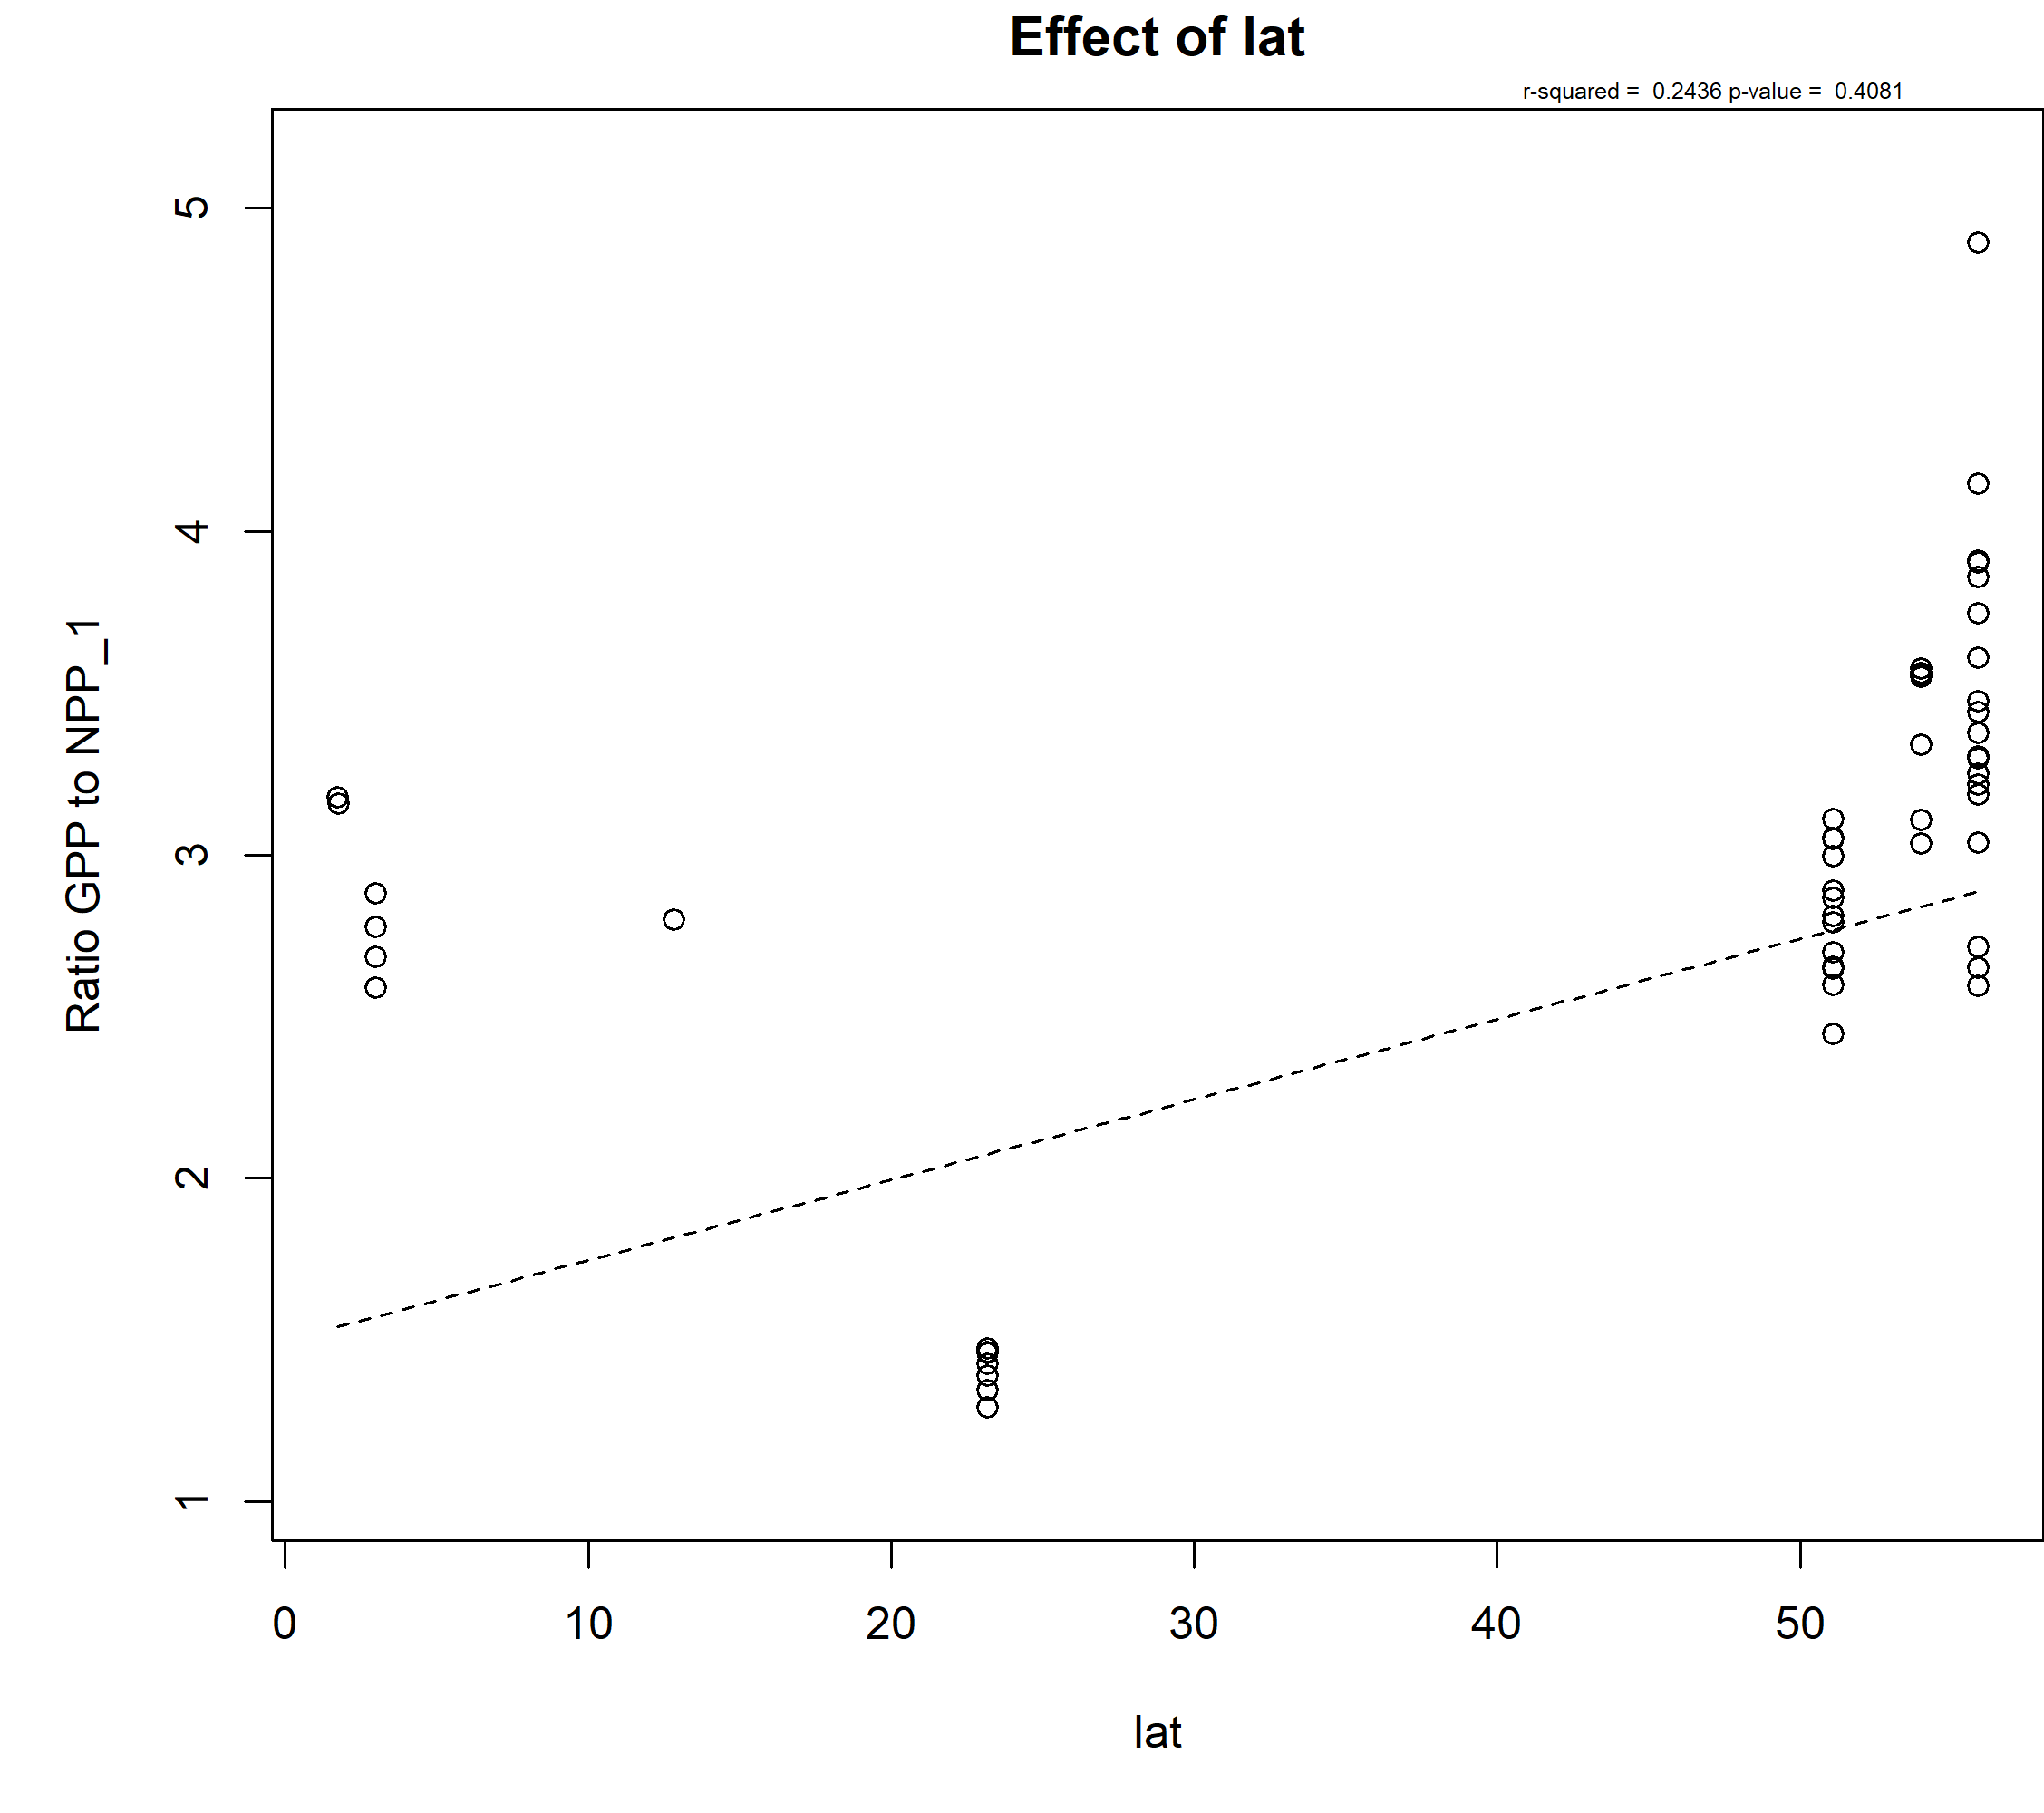 Effect of lat
r-squared =  0.2436 p-value =  0.4081
Ratio GPP to NPP_1
5
4
3
2
1
0 10 20 30 40 50
lat